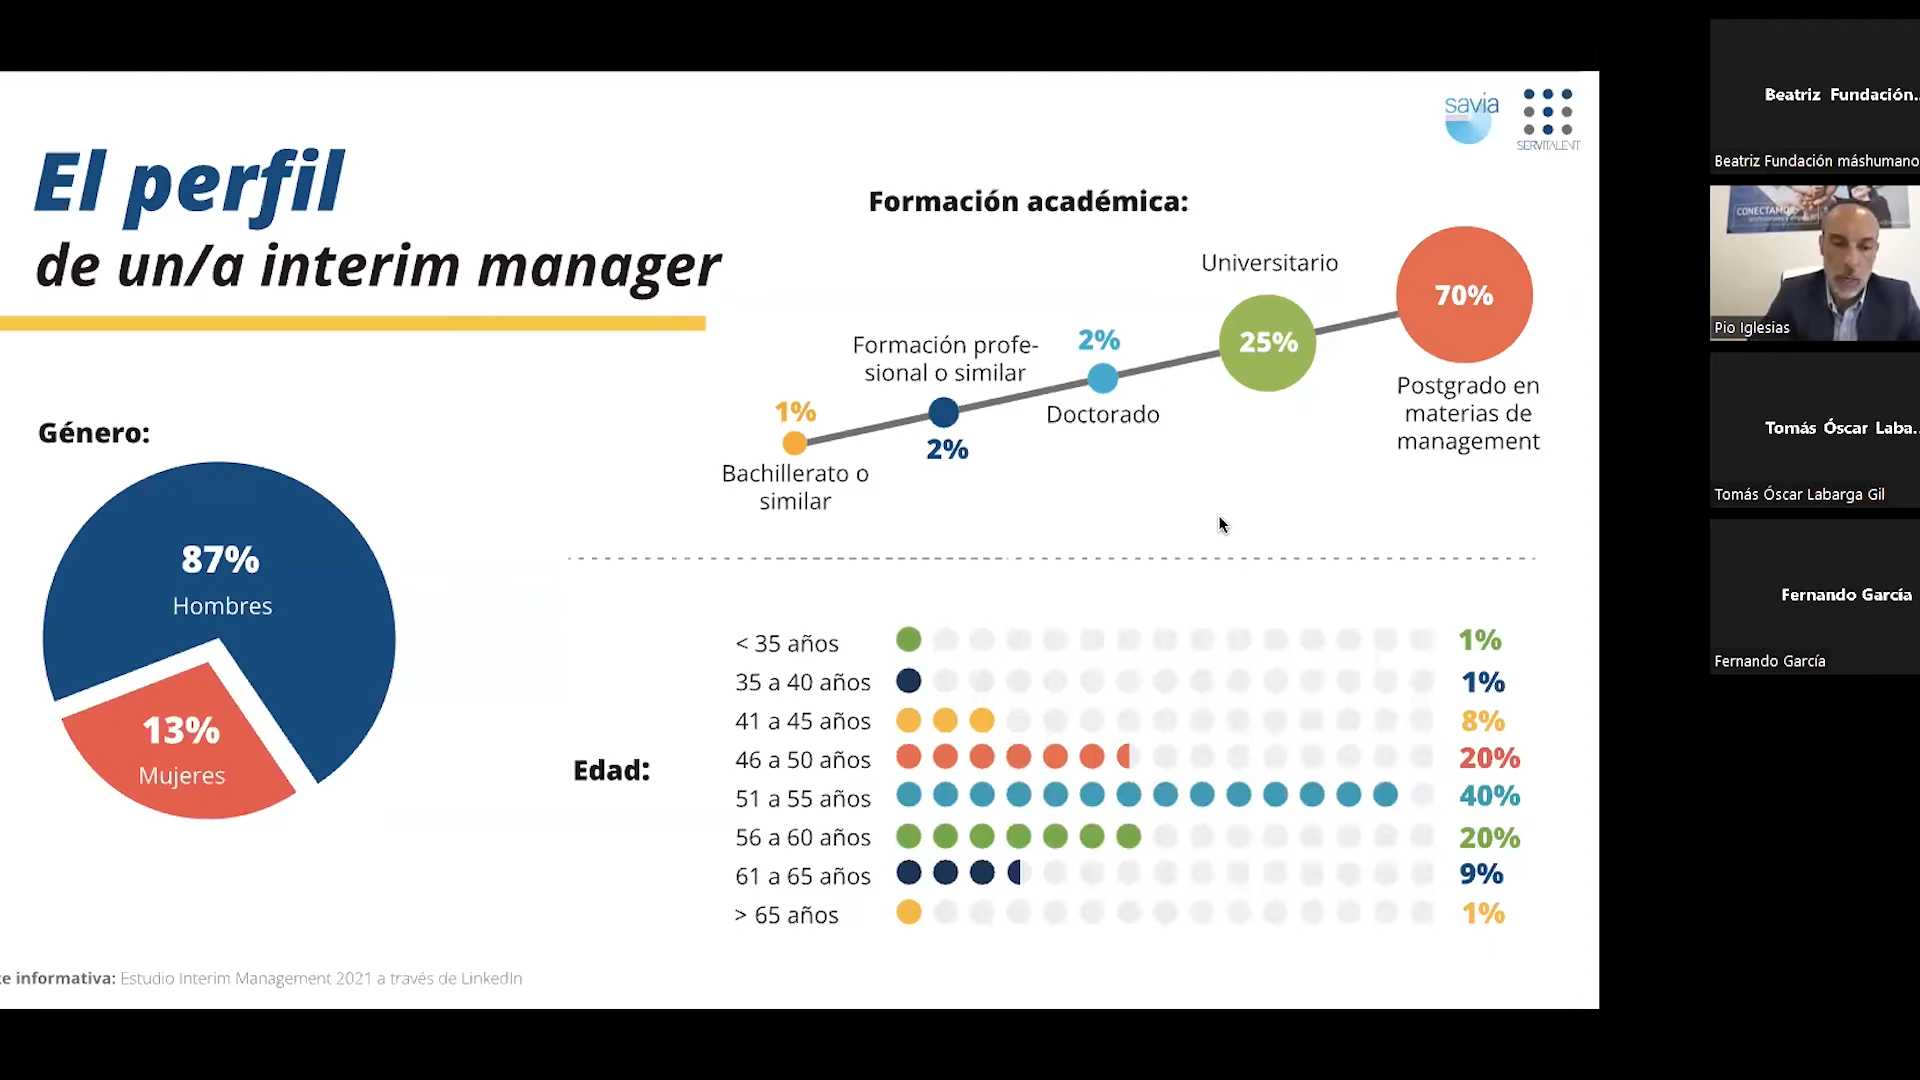 savia
SERVITALENT
El perfil
de un/a interim manager
Formación académica:
Universitario
70%
25%
Formación profe-
sional o similar
2%
Postgrado en
materias de
management
1%
Doctorado
2%
Bachillerato o
similar
Género:
87%
Hombres
13%
Mujeres
Edad:
< 35 años 1%
35 a 40 años 1%
41 a 45 años 8%
46 a 50 años 20%
51 a 55 años 40%
56 a 60 años 20%
61 a 65 años 9%
> 65 años 1%
informativa: Estudio Interim Management 2021 a través de LinkedIn
Beatriz Fundación...
Beatriz Fundación máshumano
CONECTAMOS
Pio Iglesias
Tomás Óscar Laba...
Tomás Óscar Labarga Gil
Fernando García
Fernando García